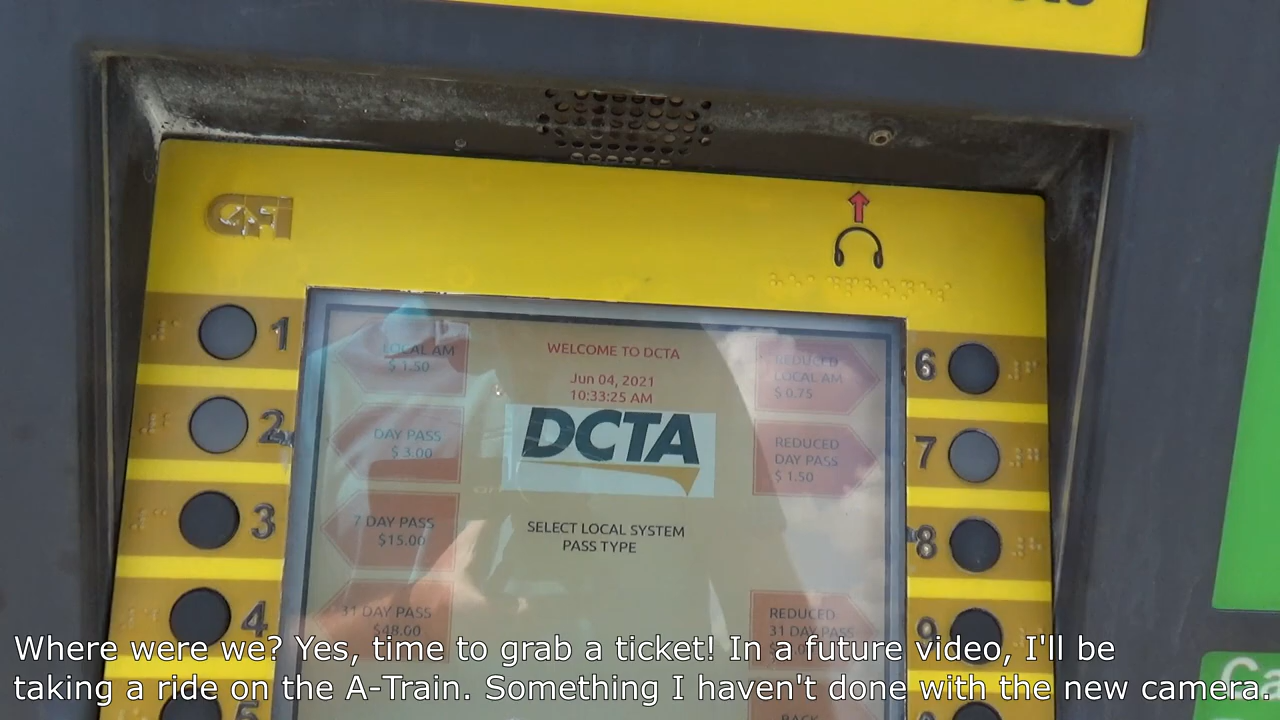 GFI
1
LOCAL AM
$ 1.50
2
DAY PASS
$ 3.00
3
7 DAY PASS
$15.00
4
31 DAY PASS
$48.00
5
WELCOME TO DCTA
Jun 04, 2021
10:33:25 AM
DCTA
SELECT LOCAL SYSTEM
PASS TYPE
6
REDUCED
LOCAL AM
$ 0.75
7
REDUCED
DAY PASS
$ 1.50
8
9
REDUCED
31 DAY PASS
BACK
Where were we? Yes, time to grab a ticket! In a future video, I'll be
taking a ride on the A-Train. Something I haven't done with the new camera.